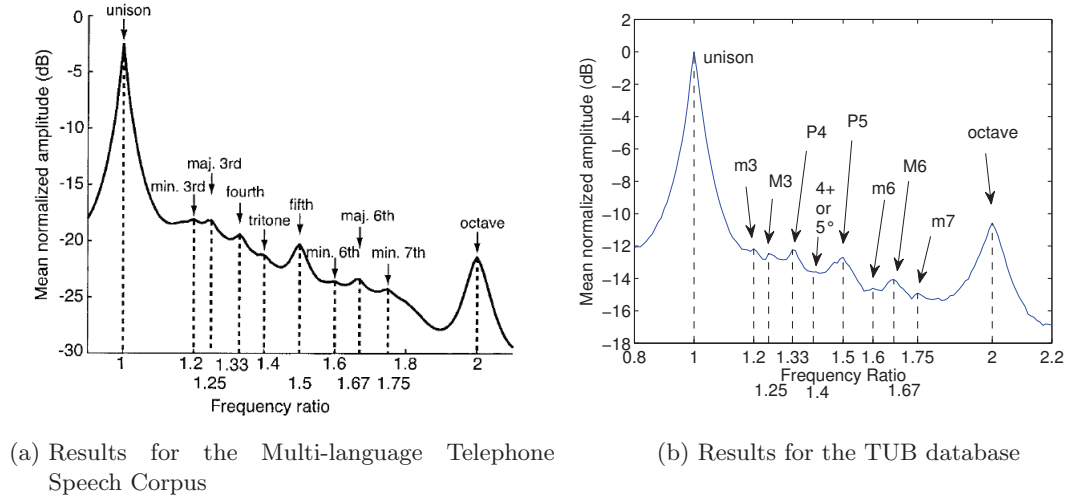 unison
0
-5
-10
-15
-20
-25
-30
Mean normalized amplitude (dB)
min. 3rd
maj. 3rd
fourth
tritone
fifth
min. 6th
maj. 6th
min. 7th
octave
1
1.2
1.33
1.4
1.6
1.8
2
1.25
1.5
1.67
1.75
Frequency ratio
2
0
−2
−4
−6
−8
−10
−12
−14
−16
−18
Mean normalized amplitude (dB)
unison
m3
M3
P4
4+
or
5°
P5
m6
M6
m7
octave
0.8
1
1.2
1.33
1.5
1.6
1.75
2
2.2
Frequency Ratio
1.25
1.4
1.67
(a) Results for the Multi-language Telephone
Speech Corpus
(b) Results for the TUB database